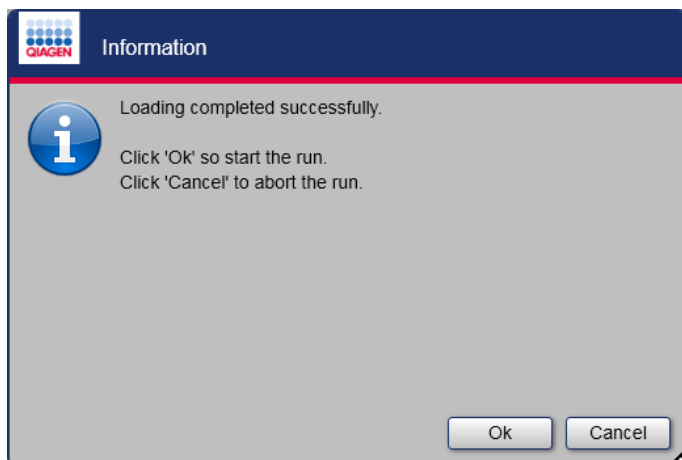 QIAGEN
Information
Loading completed successfully.
Click 'Ok' so start the run.
Click 'Cancel' to abort the run.
Ok
Cancel